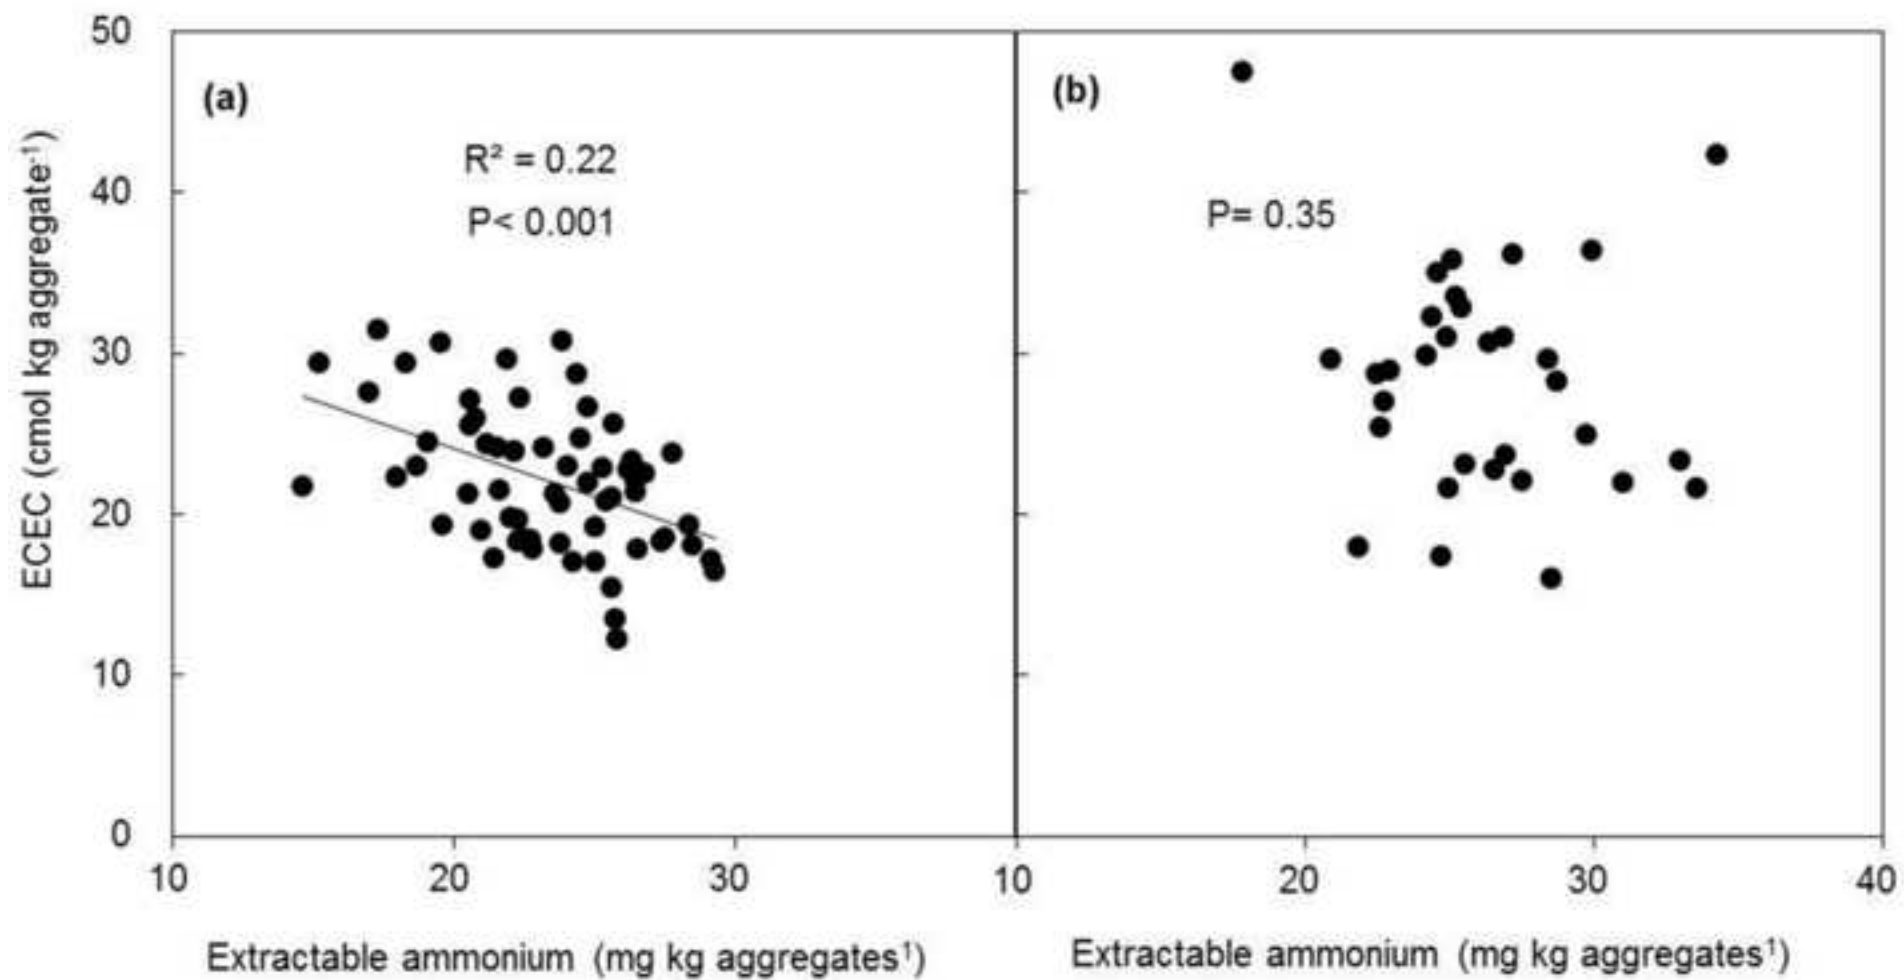 ECEC (cmol kg aggregate⁻¹)
50
40
30
20
10
0
(a)
R² = 0.22
P< 0.001
10
20
30
Extractable ammonium (mg kg aggregates¹)
(b)
P= 0.35
10
20
30
40
Extractable ammonium (mg kg aggregates¹)